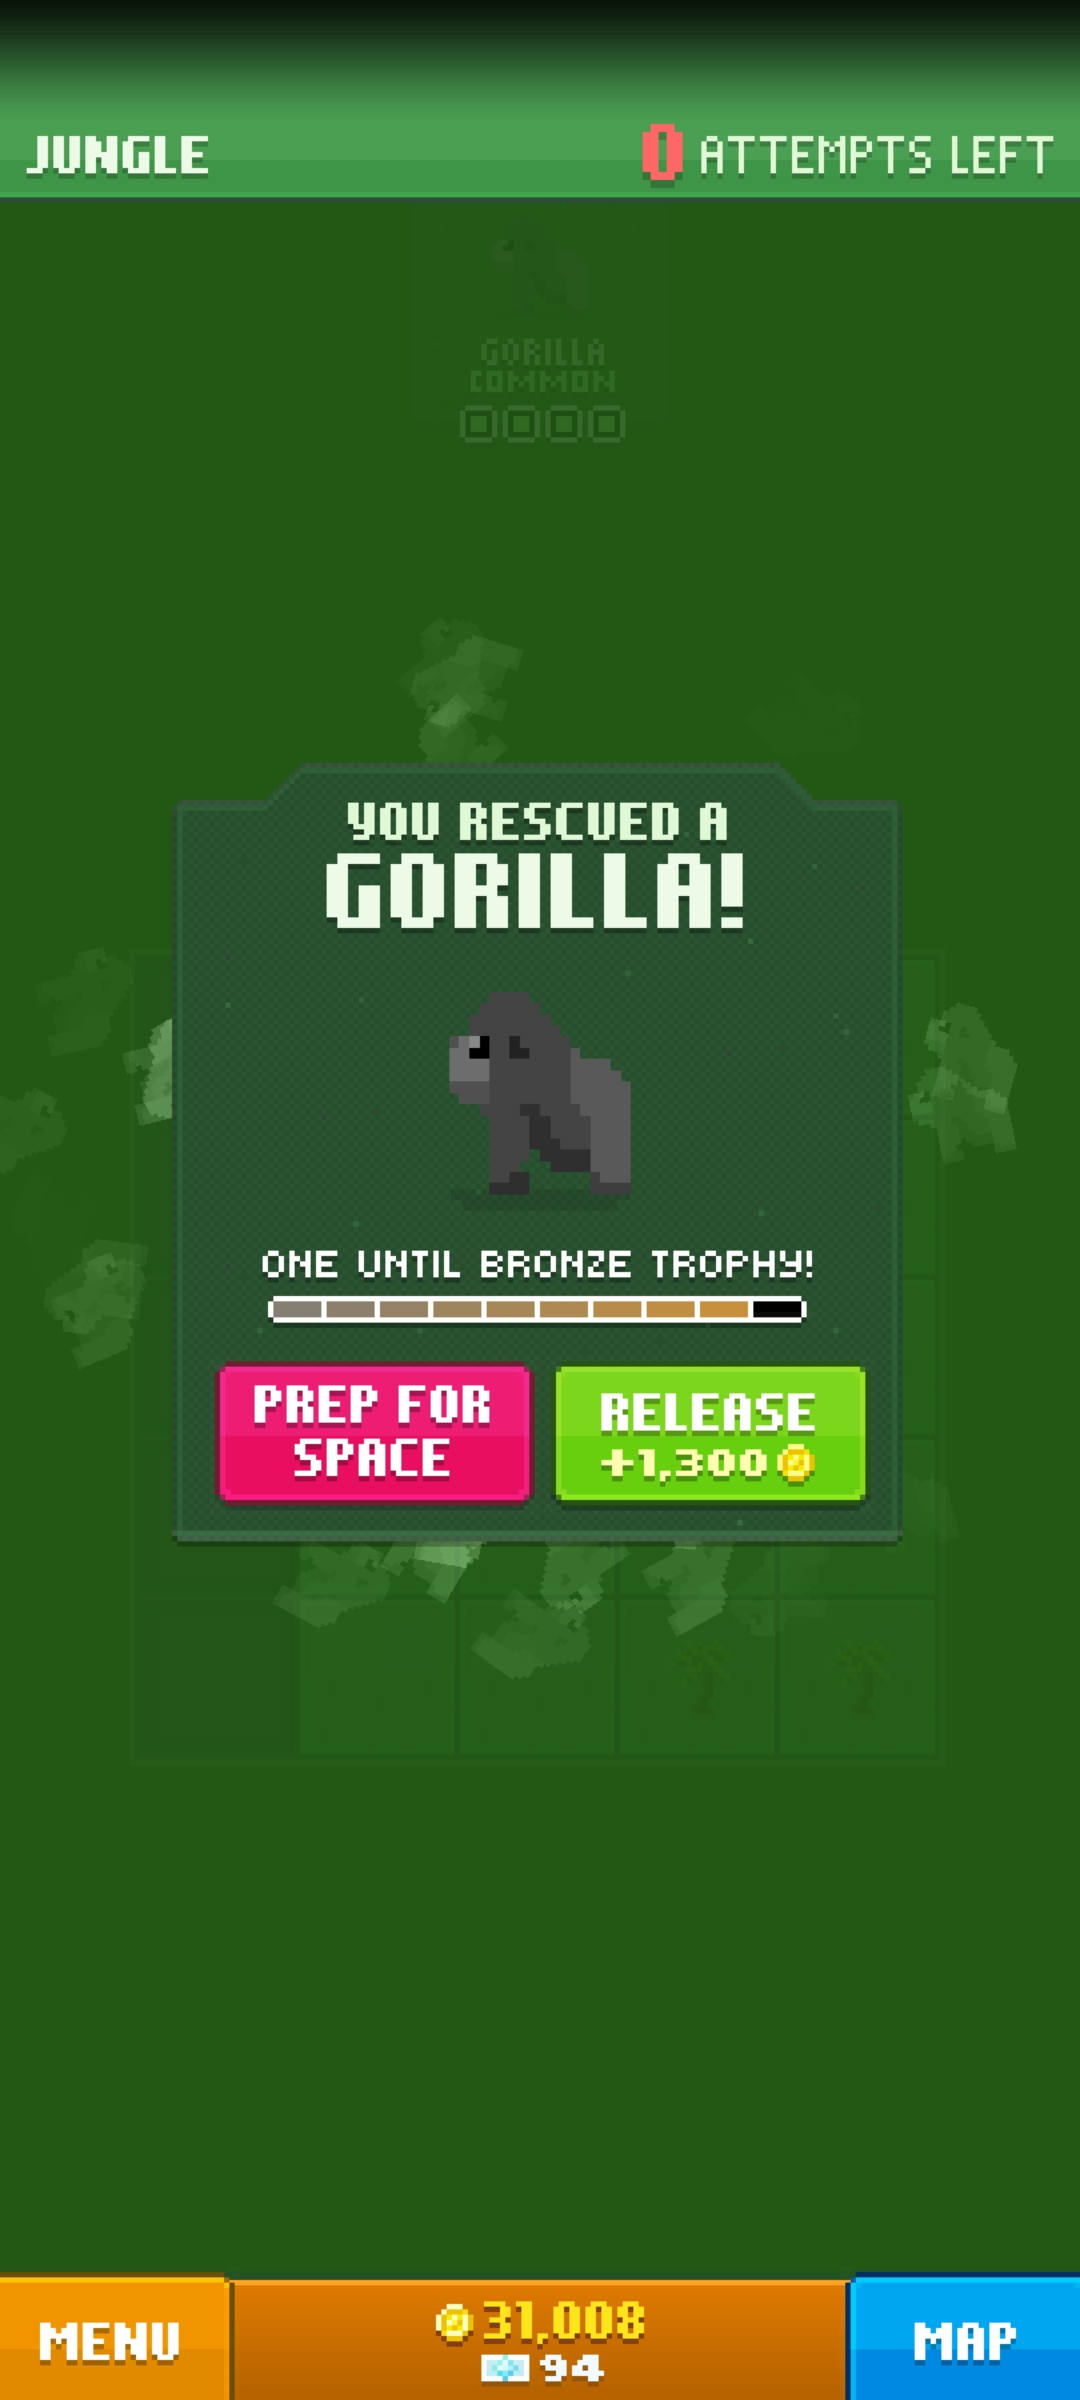 JUNGLE
0 ATTEMPTS LEFT
GORILLA
COMMON
YOU RESCUED A
GORILLA!
ONE UNTIL BRONZE TROPHY!
PREP FOR
SPACE
RELEASE
+1,300
MENU
31,008
94
MAP